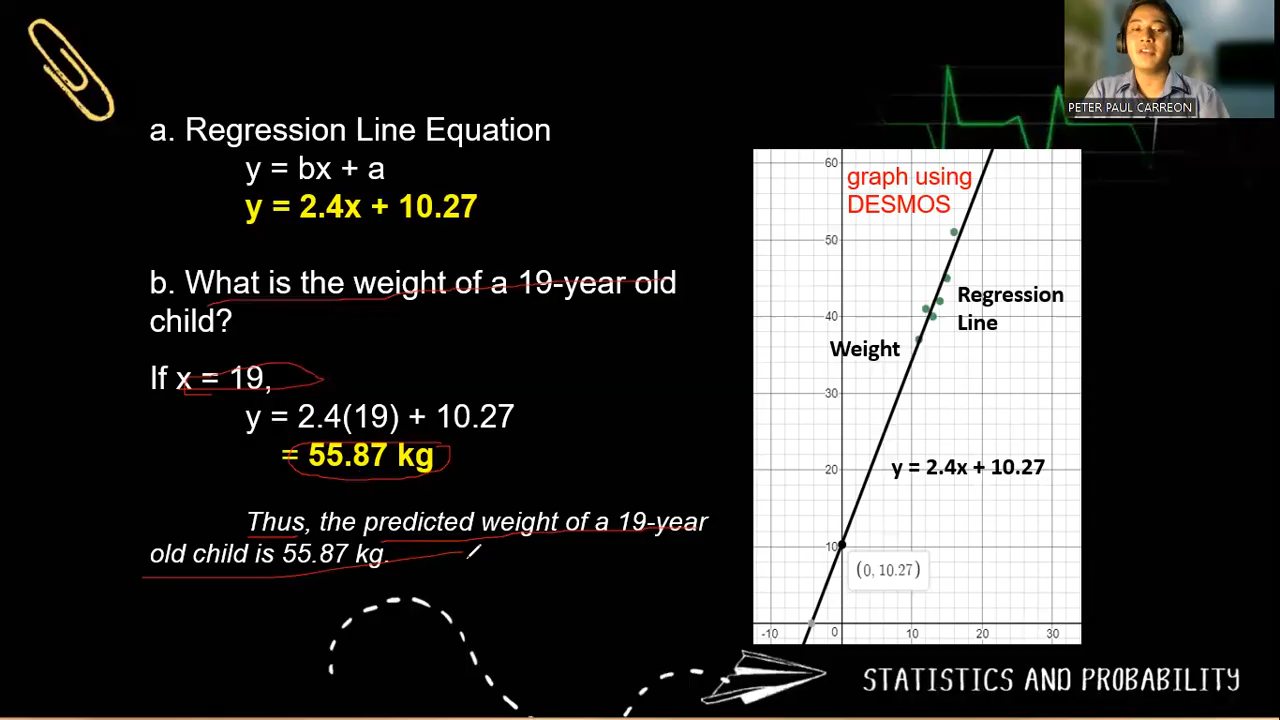 PETER PAUL CARREON
a. Regression Line Equation
y = bx + a
y = 2.4x + 10.27
b. What is the weight of a 19-year old
child?
If x = 19,
y = 2.4(19) + 10.27
= 55.87 kg
Thus, the predicted weight of a 19-year
old child is 55.87 kg.
graph using
DESMOS
60
50
40
30
20
10
Regression
Line
Weight
y = 2.4x + 10.27
(0, 10.27)
-10
0
10
20
30
STATISTICS AND PROBABILITY